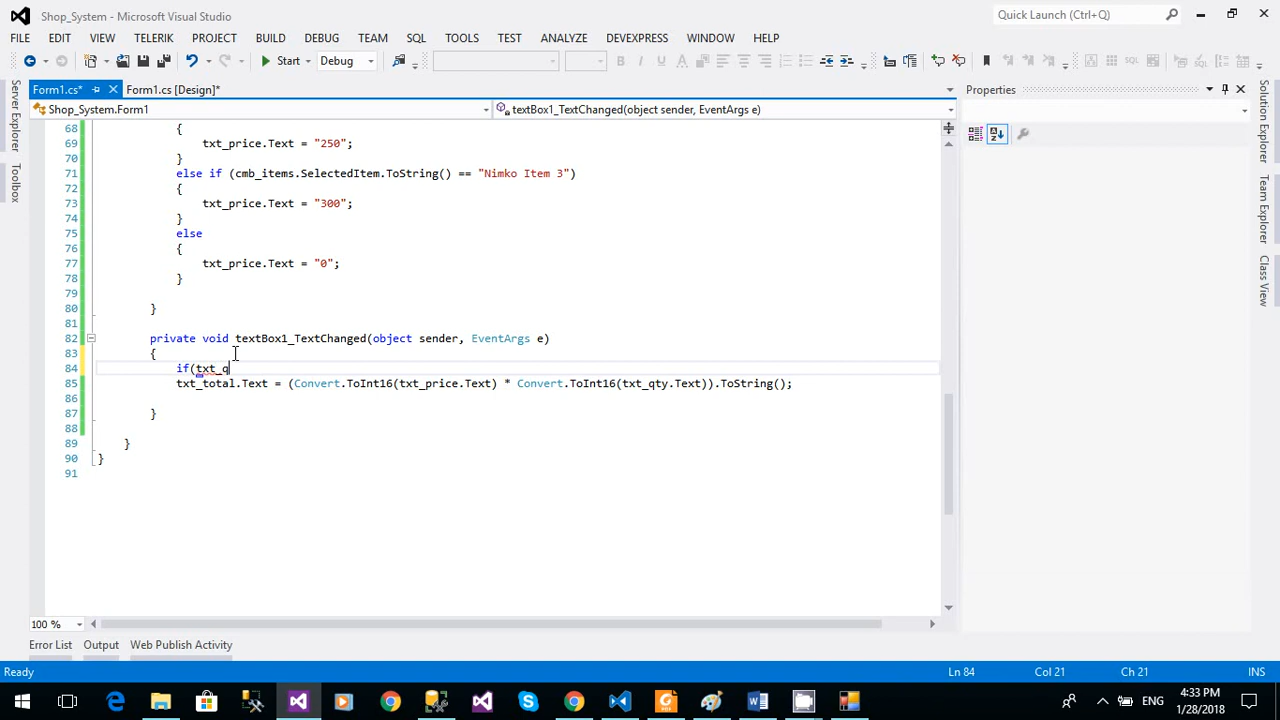 Shop_System - Microsoft Visual Studio
Quick Launch (Ctrl+Q)
FILE EDIT VIEW TELERIK PROJECT BUILD DEBUG TEAM SQL TOOLS TEST ANALYZE DEVEXPRESS WINDOW HELP
Start Debug
Form1.cs* Form1.cs [Design]*
Properties
Shop_System.Form1 textBox1_TextChanged(object sender, EventArgs e)
Server Explorer
Toolbox
Solution Explorer
Team Explorer
Class View
68 {
69 txt_price.Text = "250";
70 }
71 else if (cmb_items.SelectedItem.ToString() == "Nimko Item 3")
72 {
73 txt_price.Text = "300";
74 }
75 else
76 {
77 txt_price.Text = "0";
78 }
79
80 }
81
82 private void textBox1_TextChanged(object sender, EventArgs e)
83 {
84 if(txt_q
85 txt_total.Text = (Convert.ToInt16(txt_price.Text) * Convert.ToInt16(txt_qty.Text)).ToString();
86
87 }
88
89 }
90 }
91
100 %
Error List Output Web Publish Activity
Ready Ln 84 Col 21 Ch 21 INS
ENG 4:33 PM
1/28/2018